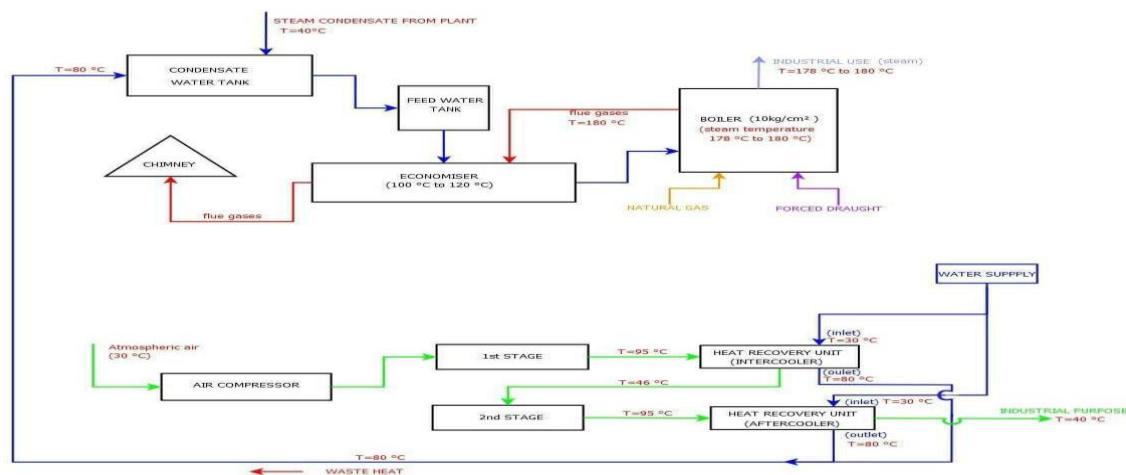 STEAM CONDENSATE FROM PLANT
T=40°C
T=80 °C
CONDENSATE
WATER TANK
INDUSTRIAL USE (steam)
T=178 °C to 180 °C
FEED WATER
TANK
flue gases
T=180 °C
BOILER (10kg/cm²)
(steam temperature
178 °C to 180 °C)
CHIMNEY
ECONOMISER
(100 °C to 120 °C)
flue gases
NATURAL GAS
FORCED DRAUGHT
WATER SUPPPLY
Atmospheric air
(30 °C)
AIR COMPRESSOR
1st STAGE
T=95 °C
HEAT RECOVERY UNIT
(INTERCOOLER)
(inlet)
T=30 °C
(oulet)
T=80 °C
T=46 °C
2nd STAGE
T=95 °C
(inlet) T=30 °C
HEAT RECOVERY UNIT
(AFTERCOOLER)
INDUSTRIAL PURPOSE
T=40 °C
(outlet)
T=80 °C
T=80 °C
WASTE HEAT